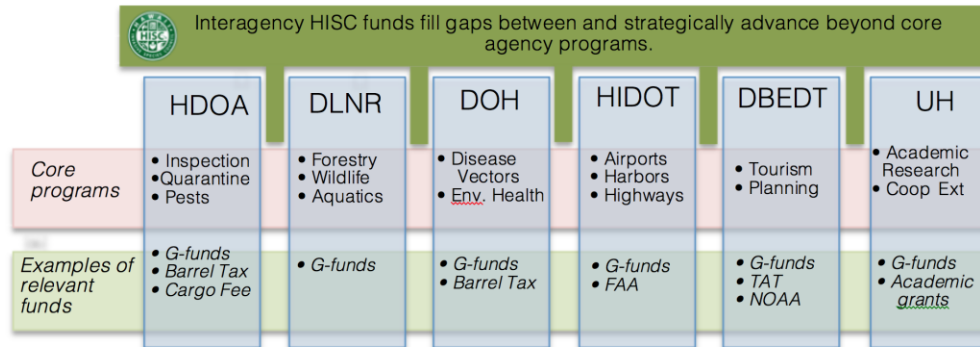 HISC
Interagency HISC funds fill gaps between and strategically advance beyond core
agency programs.
HDOA
DLNR
DOH
HIDOT
DBEDT
UH
Core
programs
• Inspection
•Quarantine
• Pests
• Forestry
• Wildlife
• Aquatics
• Disease
Vectors
• Env. Health
• Airports
• Harbors
• Highways
• Tourism
• Planning
• Academic
Research
• Coop Ext
Examples of
relevant
funds
• G-funds
• Barrel Tax
• Cargo Fee
• G-funds
• G-funds
• Barrel Tax
• G-funds
• FAA
• G-funds
• TAT
• NOAA
• G-funds
• Academic
grants